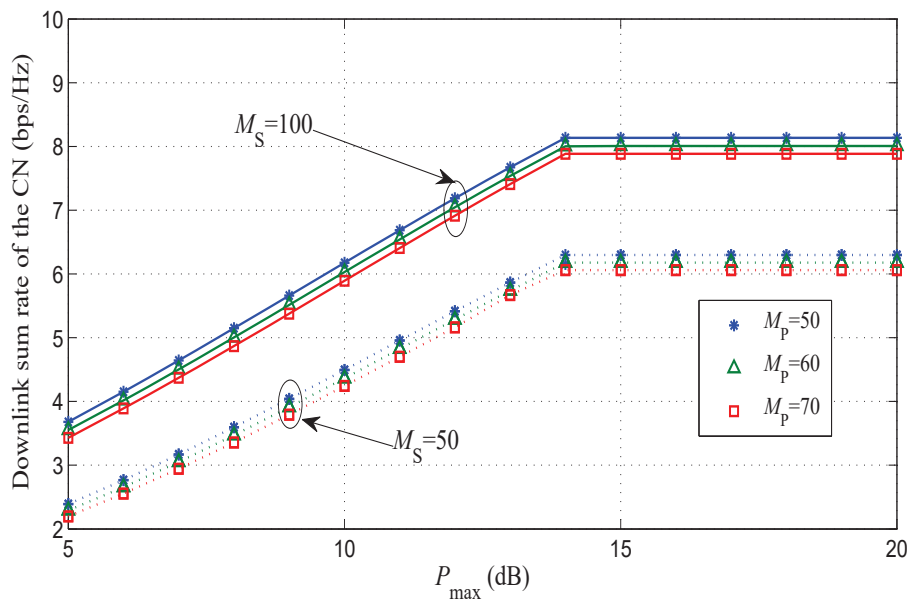 Downlink sum rate of the CN (bps/Hz)
10
9
8
7
6
5
4
3
2
M_S=100
M_S=50
M_P=50
M_P=60
M_P=70
5
10
15
20
P_max (dB)